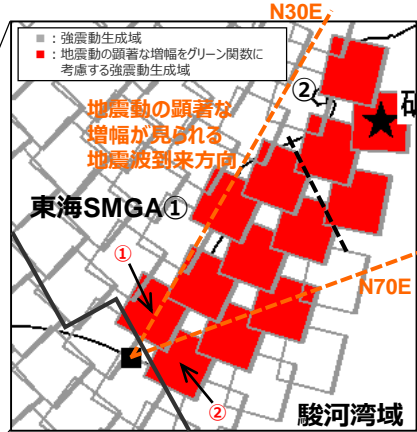 N30E
■：強震動生成域
■：地震動の顕著な増幅をグリーン関数に
考慮する強震動生成域
②
地震動の顕著な
増幅が見られる
地震波到来方向
東海SMGA①
①
N70E
②
駿河湾域